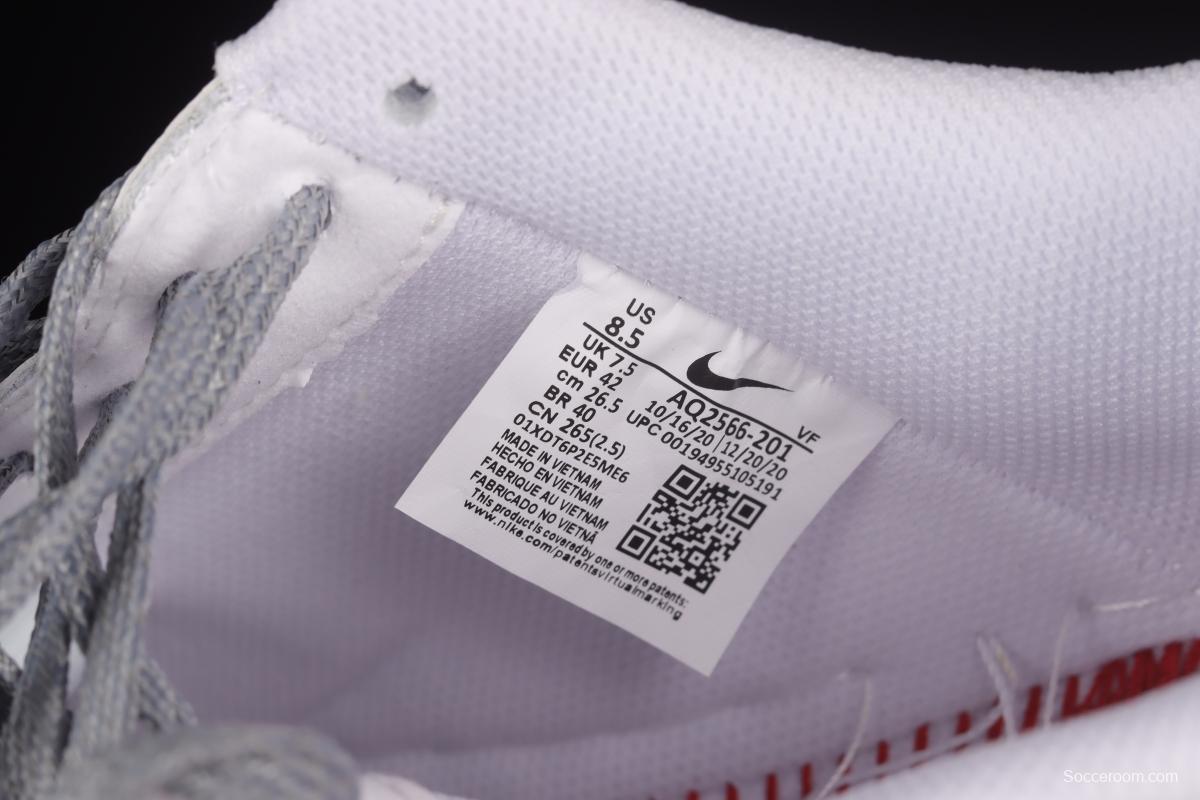 US
8.5
UK 7.5
EUR 42
cm 26.5
BR 40
CN 265(2.5)
01XDT6P2E5ME6
MADE IN VIETNAM
HECHO EN VIETNAM
FABRIQUE AU VIETNAM
FABRICADO NO VIETNÃ
This product is covered by one or more patents:
www.nike.com/patentsvirtualmarking
AQ2566-201 VF
10/16/20 12/20/20
UPC 00194955105191
Socceroom.com